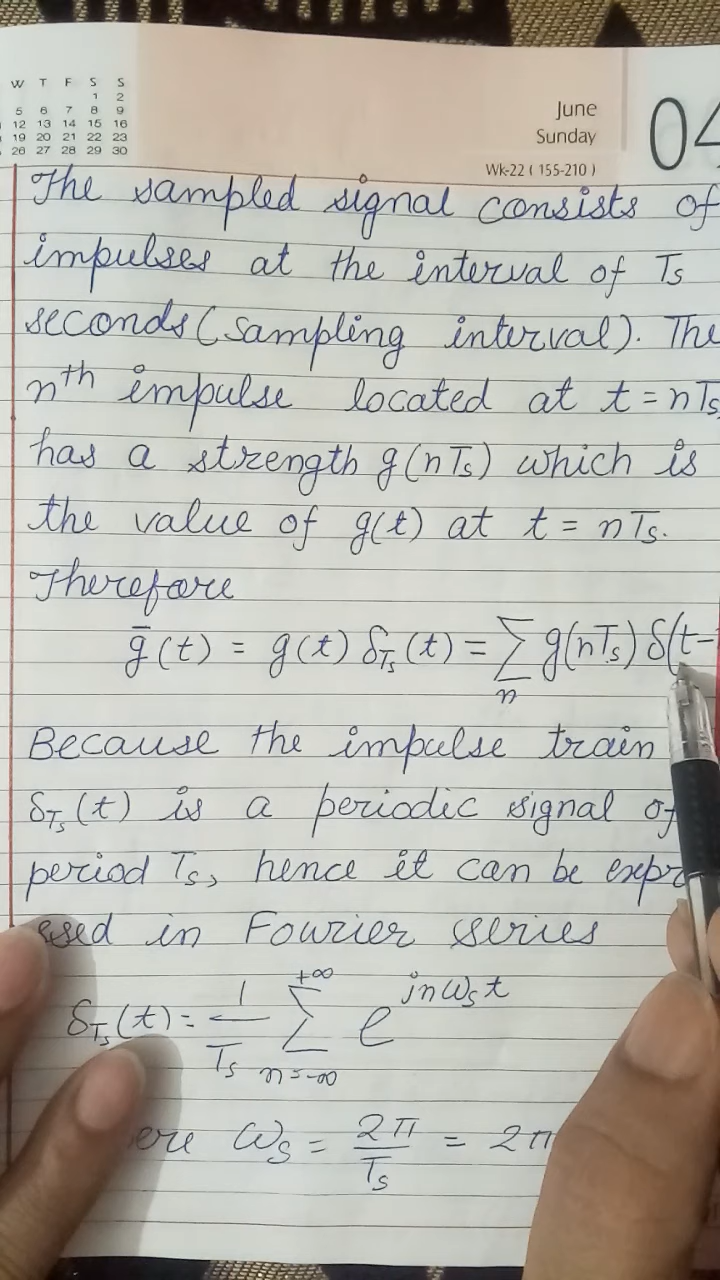 W T F S S
1 2
5 6 7 8 9
12 13 14 15 16
19 20 21 22 23
26 27 28 29 30
June
Sunday
04
Wk-22 ( 155-210 )
The sampled signal consists of
impulses at the interval of Ts
seconds (sampling interval). The
nth impulse located at t = nTs,
has a strength g(nTs) which is
the value of g(t) at t = nTs.
Therefore
ḡ(t) = g(t) δTs(t) = ∑n g(nTs) δ(t-
Because the impulse train
δTs(t) is a periodic signal of
period Ts, hence it can be expr
essed in Fourier series
δTs(t) = 1/Ts ∑n=-∞+∞ e^jnωst
ere ωs = 2π/Ts = 2π